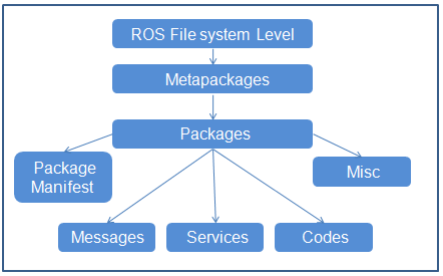 ROS File system Level
Metapackages
Packages
Package
Manifest
Misc
Messages
Services
Codes